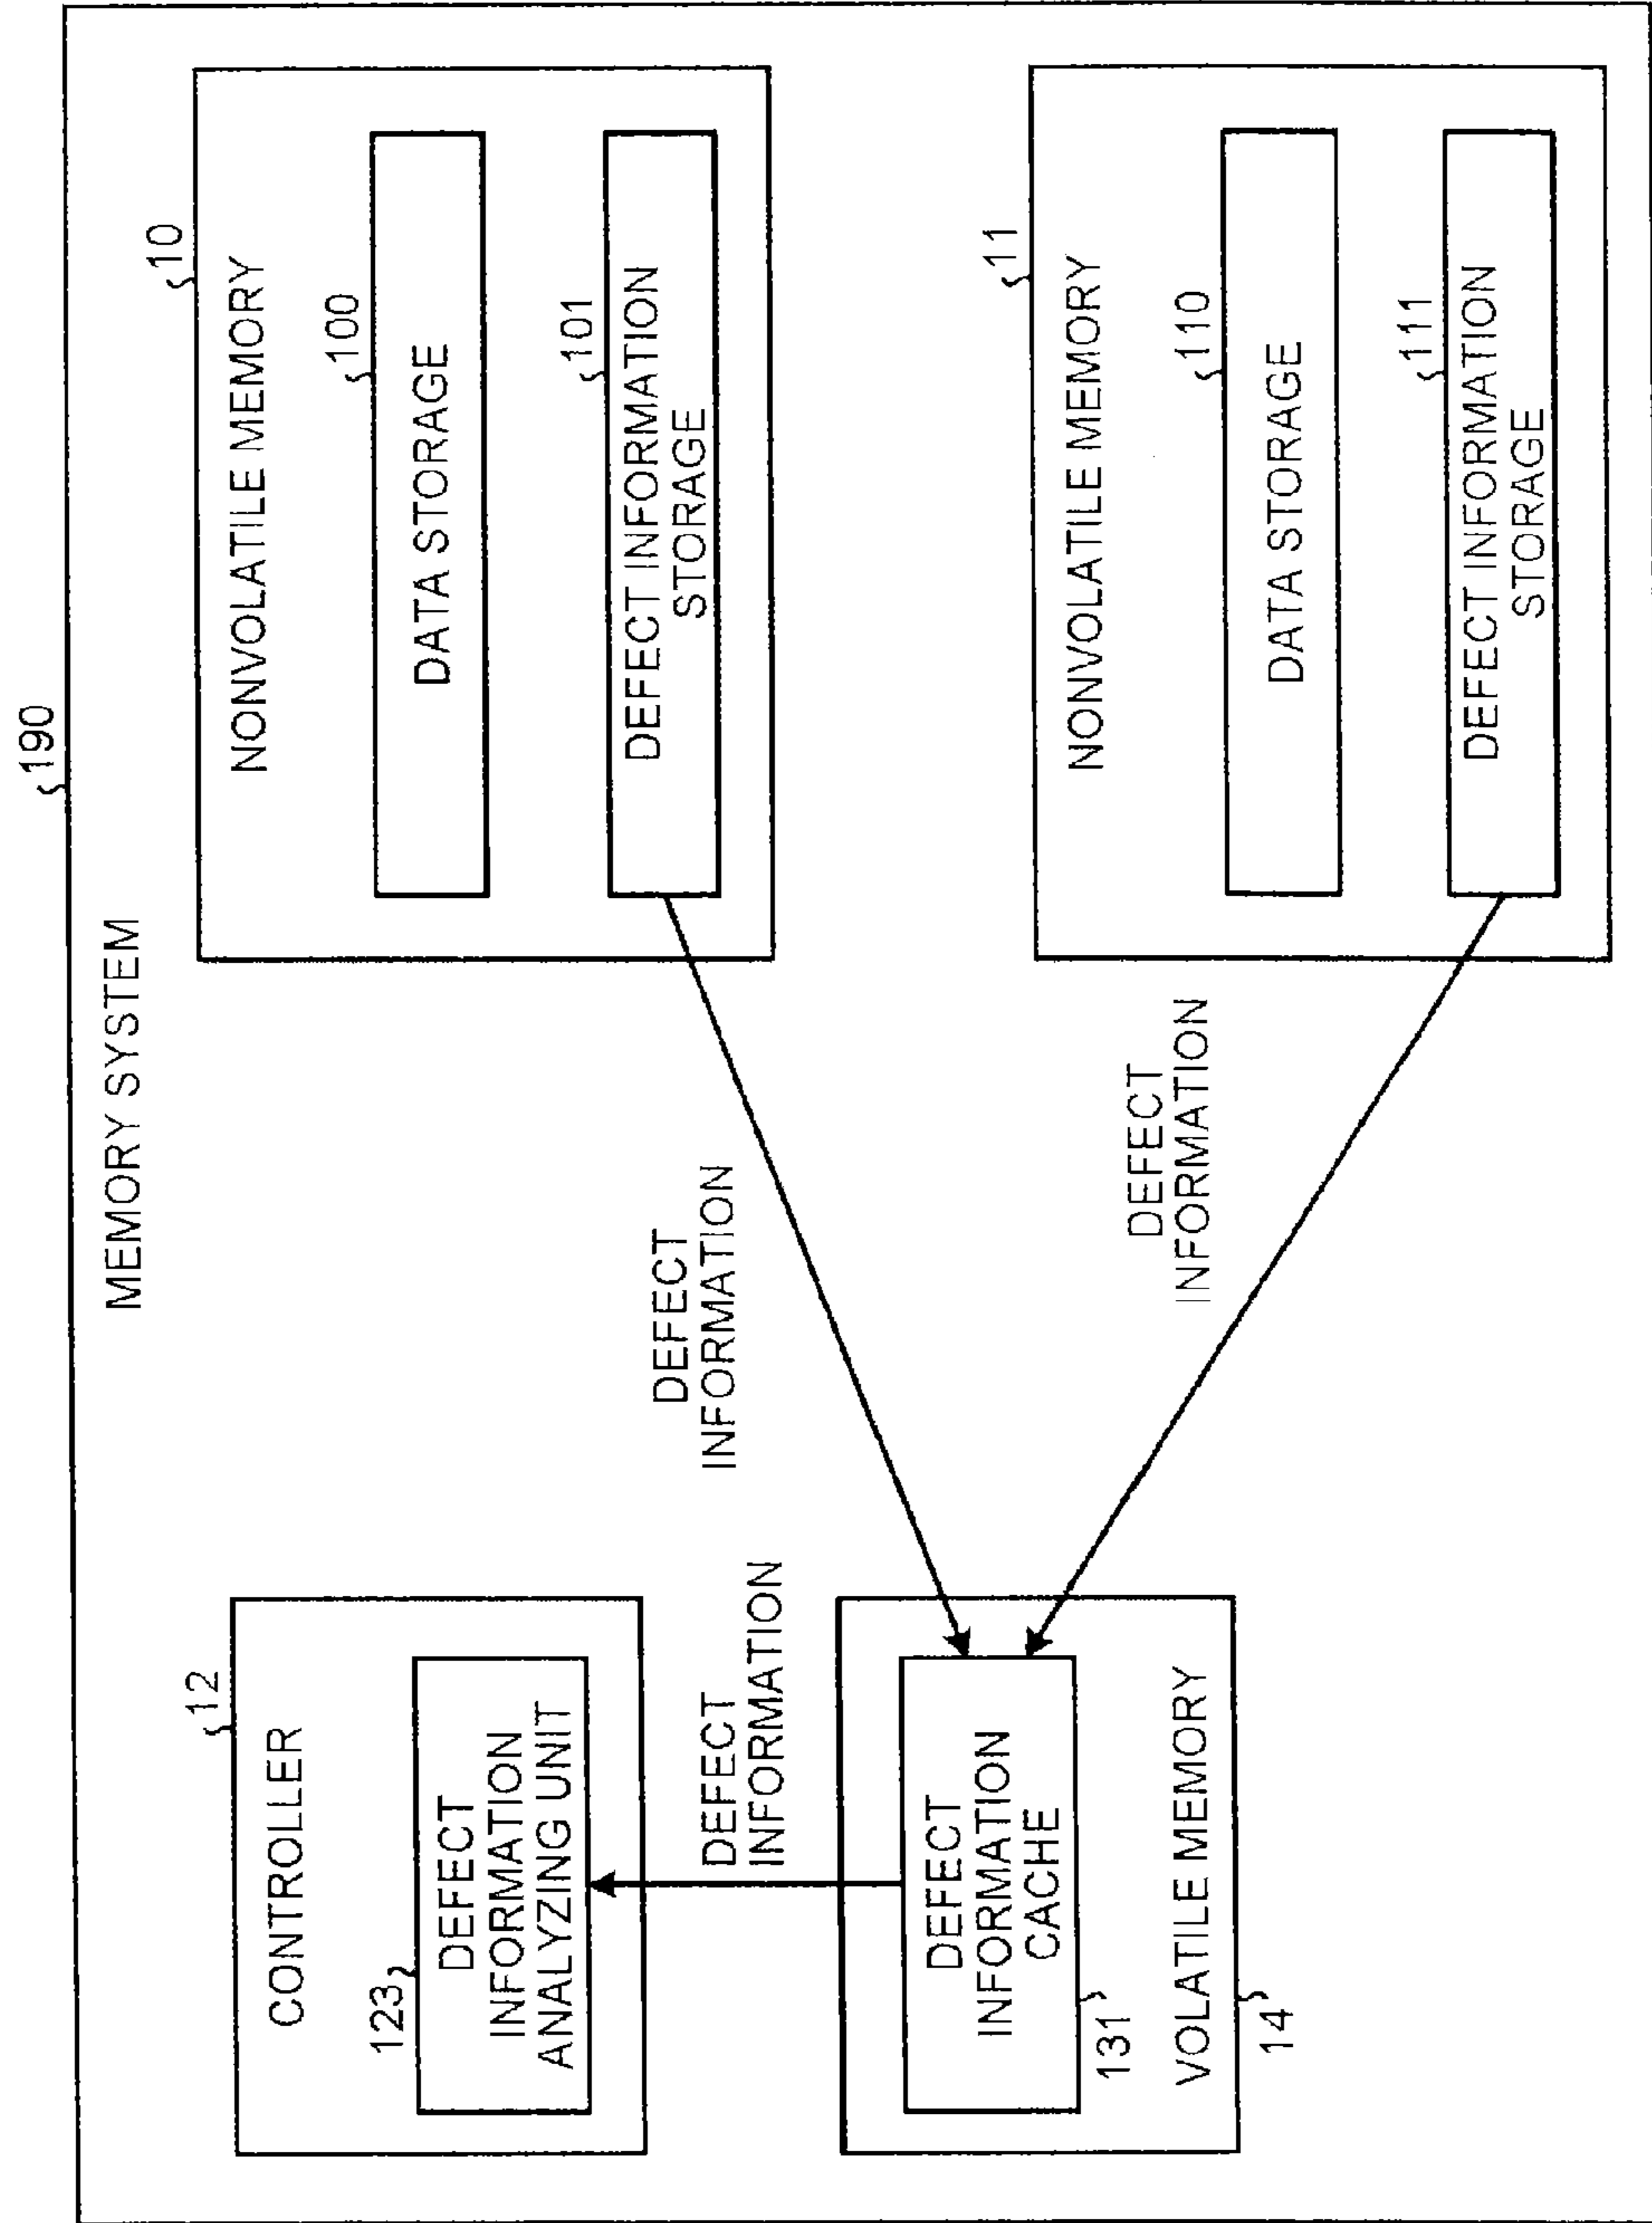 190
MEMORY SYSTEM
12
CONTROLLER
123
DEFECT
INFORMATION
ANALYZING UNIT
DEFECT
INFORMATION
DEFECT
INFORMATION
CACHE
131
VOLATILE MEMORY
14
DEFECT
INFORMATION
DEFECT
INFORMATION
10
NONVOLATILE MEMORY
100
DATA STORAGE
101
DEFECT INFORMATION
STORAGE
11
NONVOLATILE MEMORY
110
DATA STORAGE
111
DEFECT INFORMATION
STORAGE